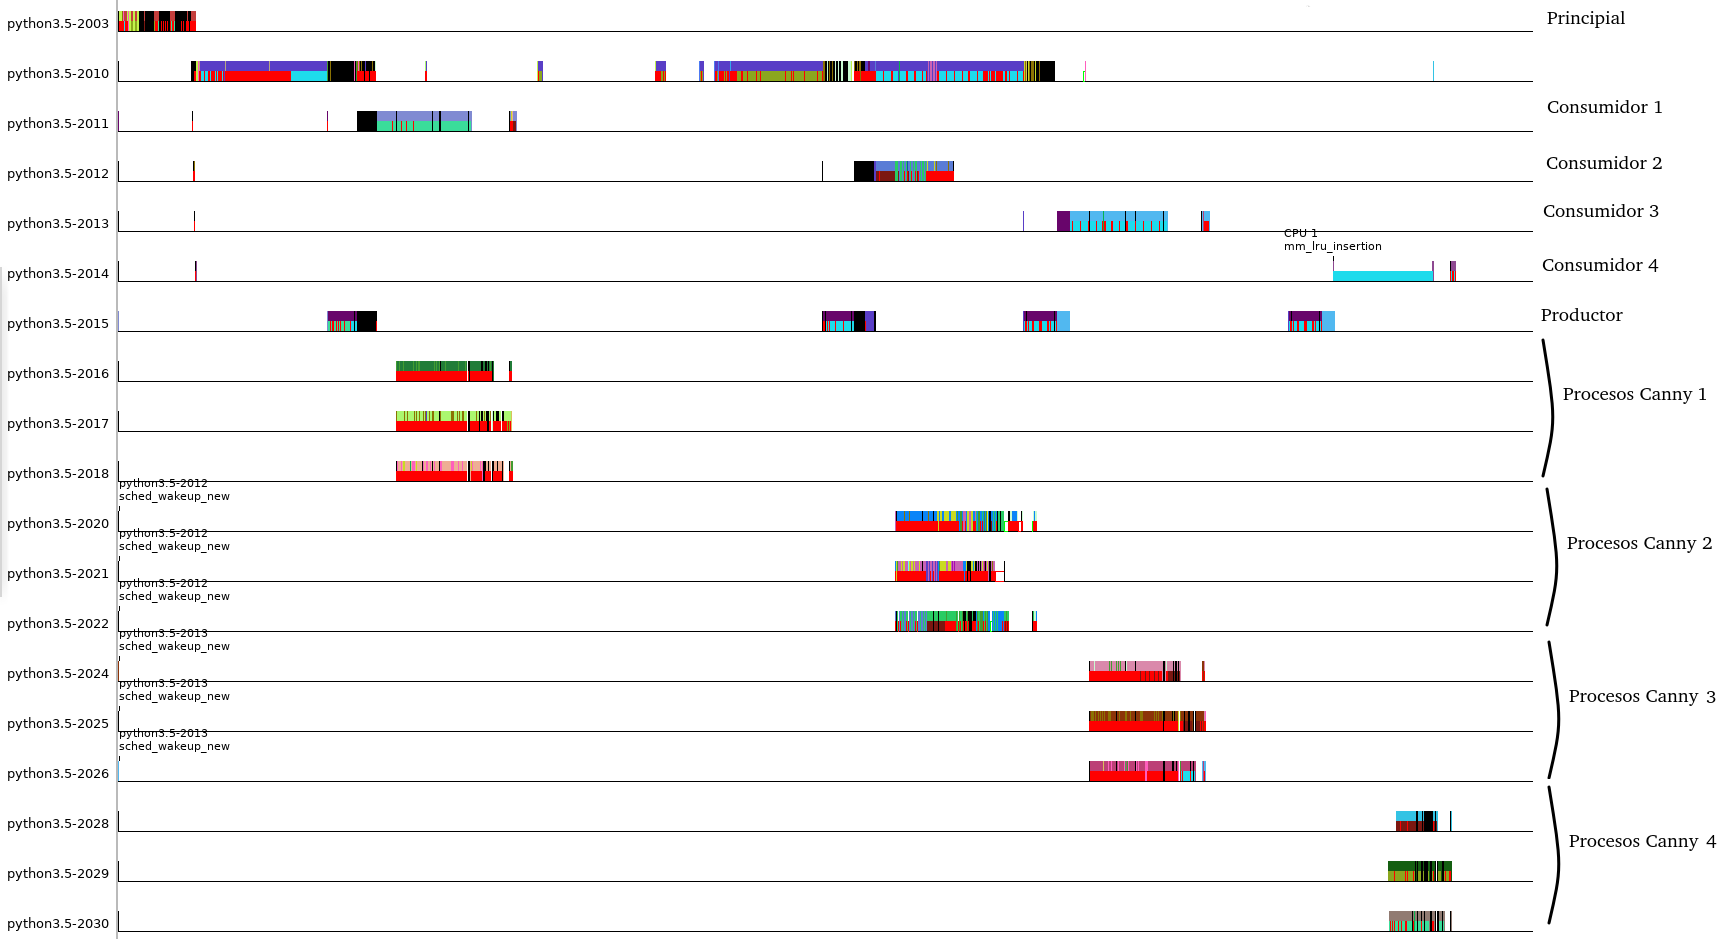 python3.5-2003 Principial
python3.5-2010
python3.5-2011 Consumidor 1
python3.5-2012 Consumidor 2
python3.5-2013 Consumidor 3
CPU 1
mm_lru_insertion
python3.5-2014 Consumidor 4
python3.5-2015 Productor
python3.5-2016
python3.5-2017 Procesos Canny 1
python3.5-2018
python3.5-2012
sched_wakeup_new
python3.5-2020
python3.5-2012
sched_wakeup_new
Procesos Canny 2
python3.5-2021
python3.5-2012
sched_wakeup_new
python3.5-2022
python3.5-2013
sched_wakeup_new
python3.5-2024
python3.5-2013
sched_wakeup_new
Procesos Canny 3
python3.5-2025
python3.5-2013
sched_wakeup_new
python3.5-2026
python3.5-2028
Procesos Canny 4
python3.5-2029
python3.5-2030